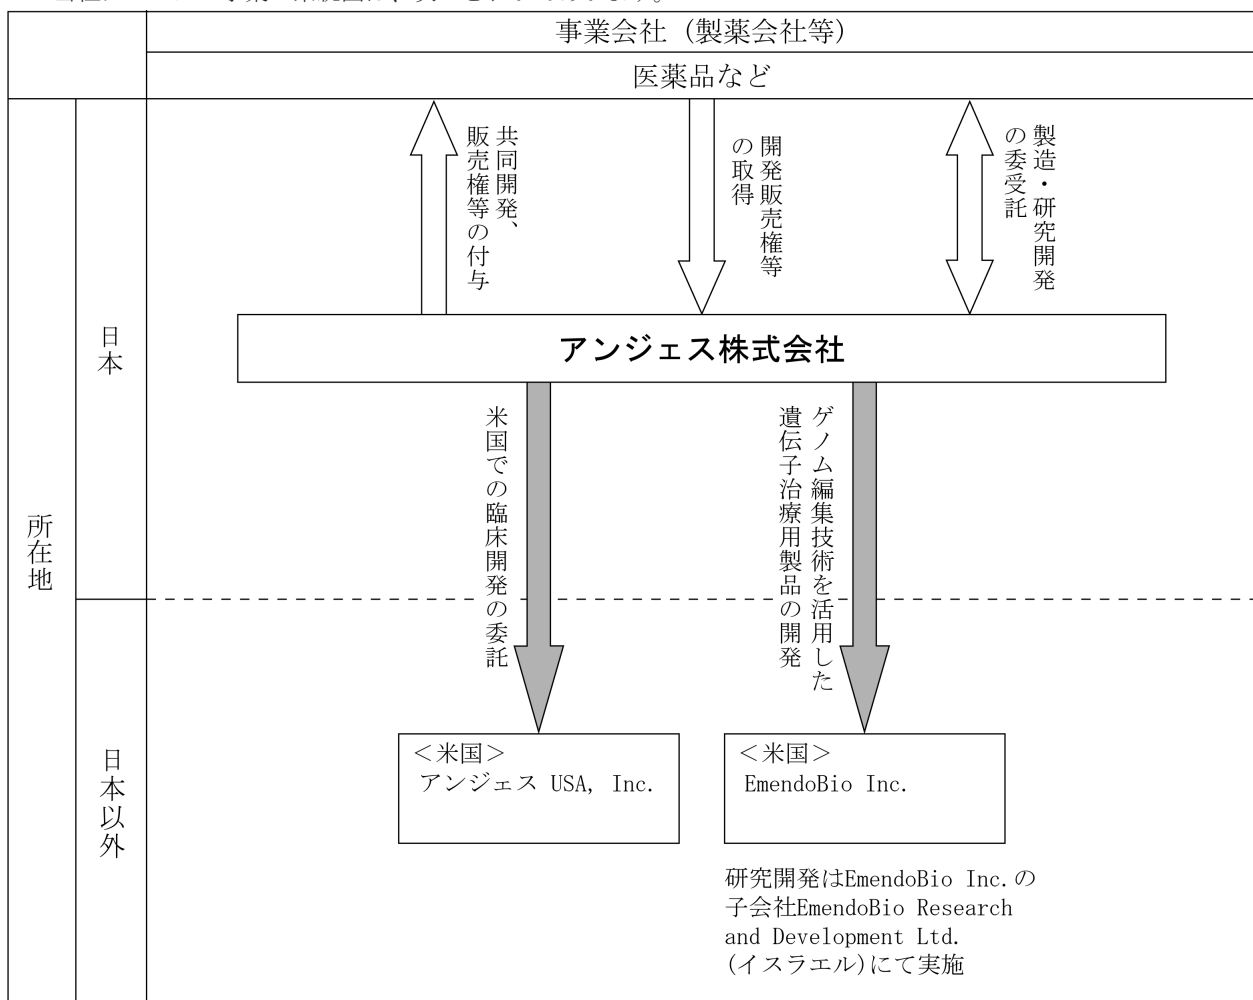 事業会社（製薬会社等）
医薬品など
共同開発、
販売権等の付与
開発販売権等
の取得
製造・研究開発
の委受託
アンジェス株式会社
所在地
日本
日本以外
米国での臨床開発の委託
ゲノム編集技術を活用した
遺伝子治療用製品の開発
＜米国＞
アンジェス USA, Inc.
＜米国＞
EmendoBio Inc.
研究開発はEmendoBio Inc.の
子会社EmendoBio Research
and Development Ltd.
(イスラエル)にて実施